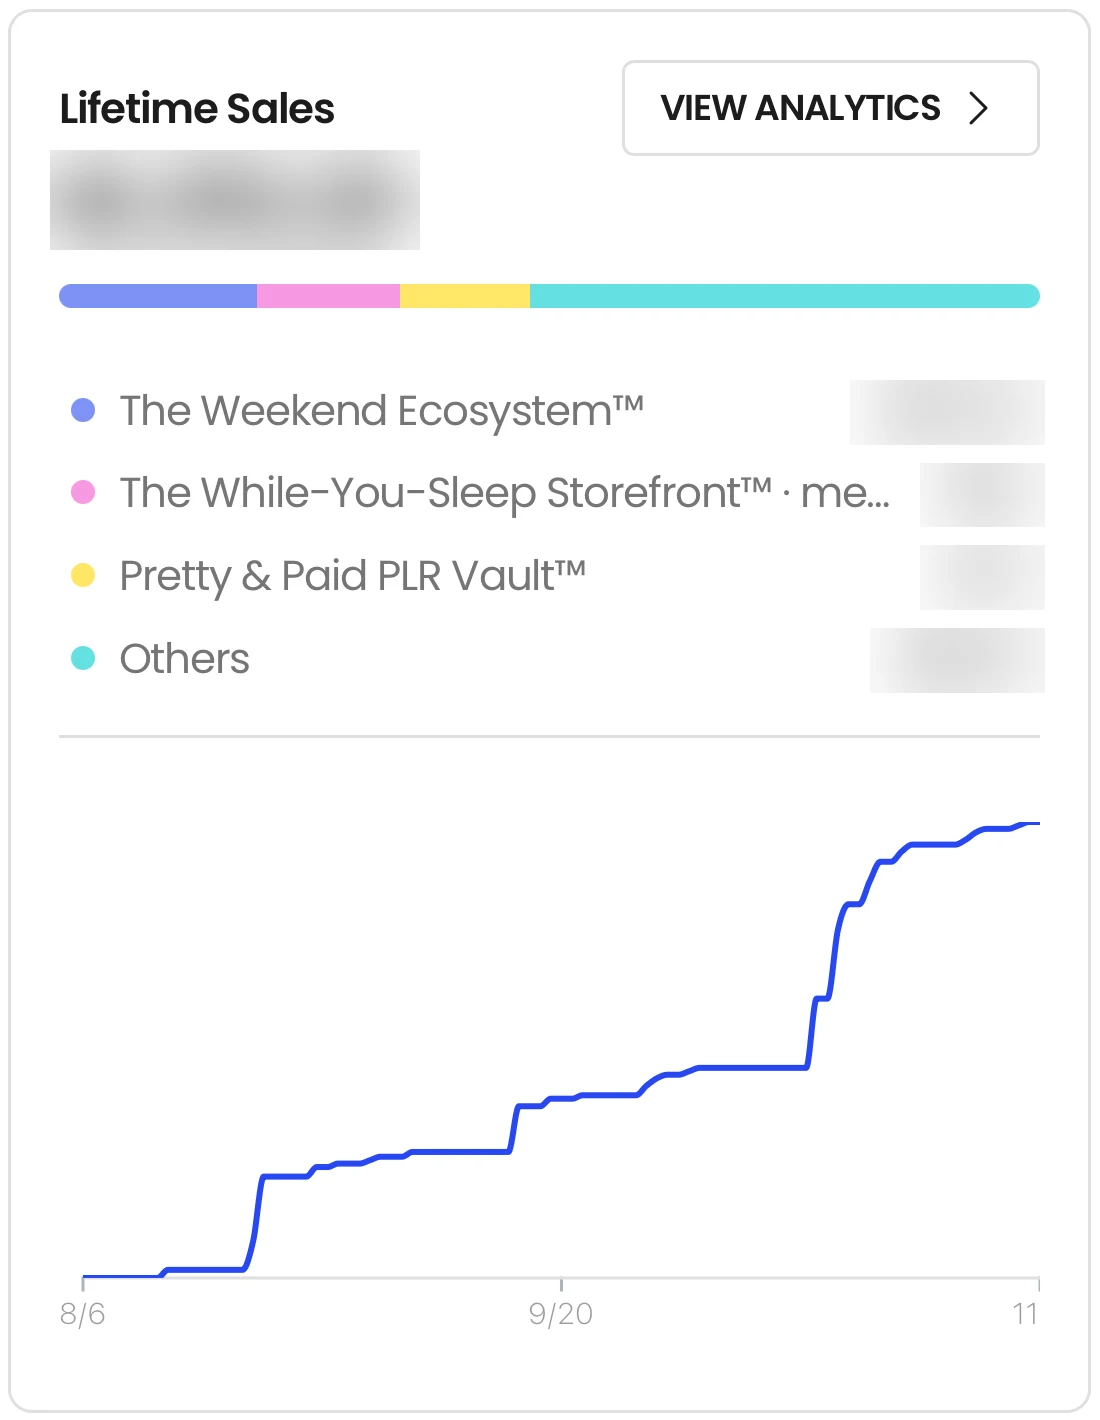 Lifetime Sales
VIEW ANALYTICS
The Weekend Ecosystem™
The While-You-Sleep Storefront™ · me...
Pretty & Paid PLR Vault™
Others
8/6
9/20
11